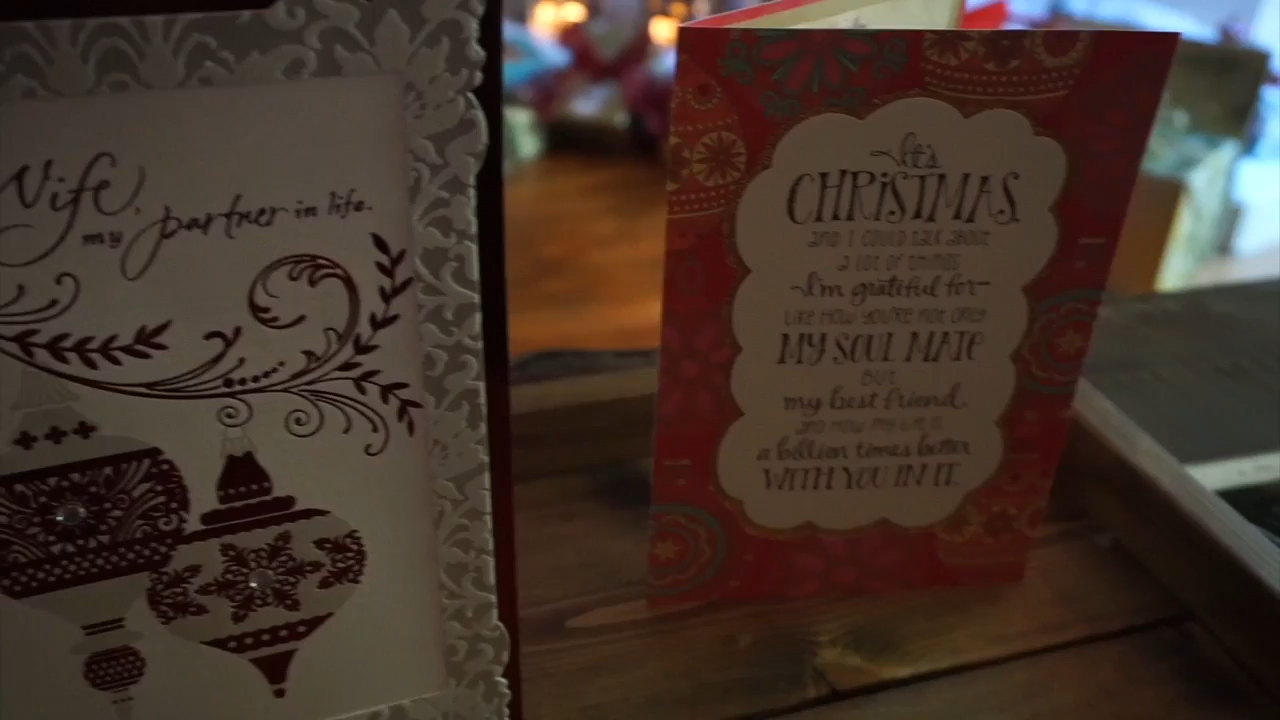 Wife,
my partner in life.
It's
CHRISTMAS,
AND I COULD TALK ABOUT
A LOT OF THINGS
I'm grateful for—
LIKE HOW YOU'RE NOT ONLY
MY SOUL MATE
BUT
my best friend,
AND HOW MY LIFE IS
a billion times better
WITH YOU IN IT.